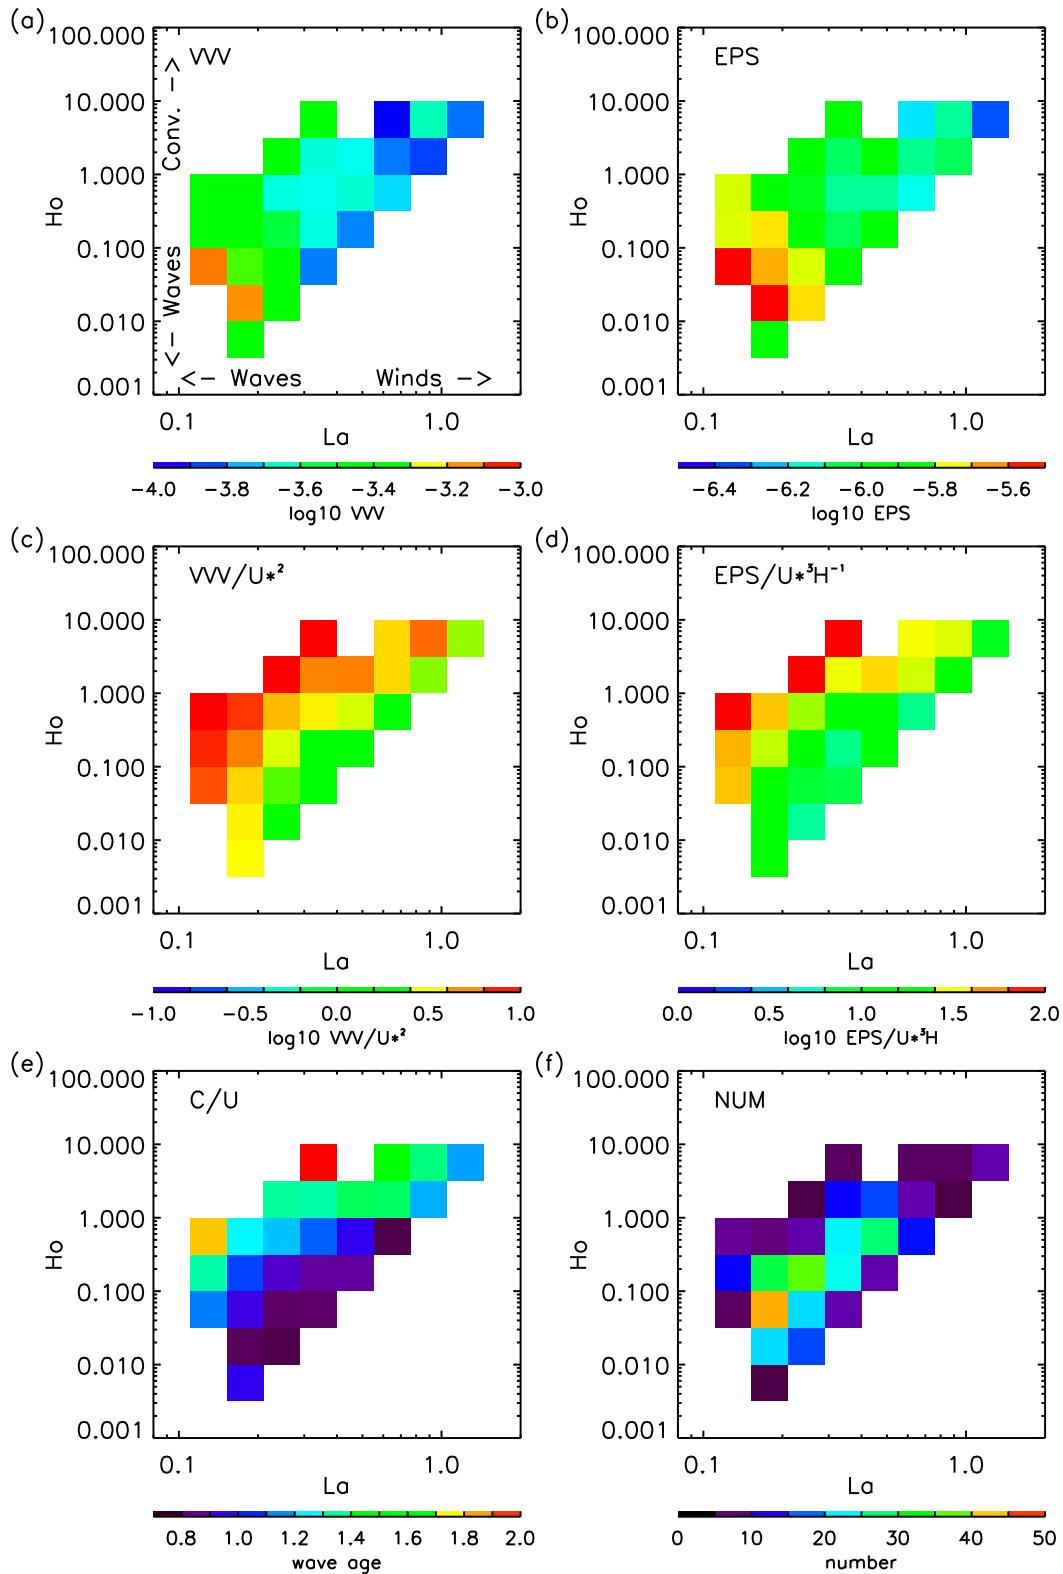 (a)
100.000
10.000
1.000
0.100
0.010
0.001
Ho
VVV
<− Waves Conv. −>
<− Waves Winds −>
0.1 1.0
La
−4.0 −3.8 −3.6 −3.4 −3.2 −3.0
log10 VVV
(b)
100.000
10.000
1.000
0.100
0.010
0.001
Ho
EPS
0.1 1.0
La
−6.4 −6.2 −6.0 −5.8 −5.6
log10 EPS
(c)
100.000
10.000
1.000
0.100
0.010
0.001
Ho
VVV/U*²
0.1 1.0
La
−1.0 −0.5 0.0 0.5 1.0
log10 VVV/U*²
(d)
100.000
10.000
1.000
0.100
0.010
0.001
Ho
EPS/U*³H⁻¹
0.1 1.0
La
0.0 0.5 1.0 1.5 2.0
log10 EPS/U*³H
(e)
100.000
10.000
1.000
0.100
0.010
0.001
Ho
C/U
0.1 1.0
La
0.8 1.0 1.2 1.4 1.6 1.8 2.0
wave age
(f)
100.000
10.000
1.000
0.100
0.010
0.001
Ho
NUM
0.1 1.0
La
0 10 20 30 40 50
number